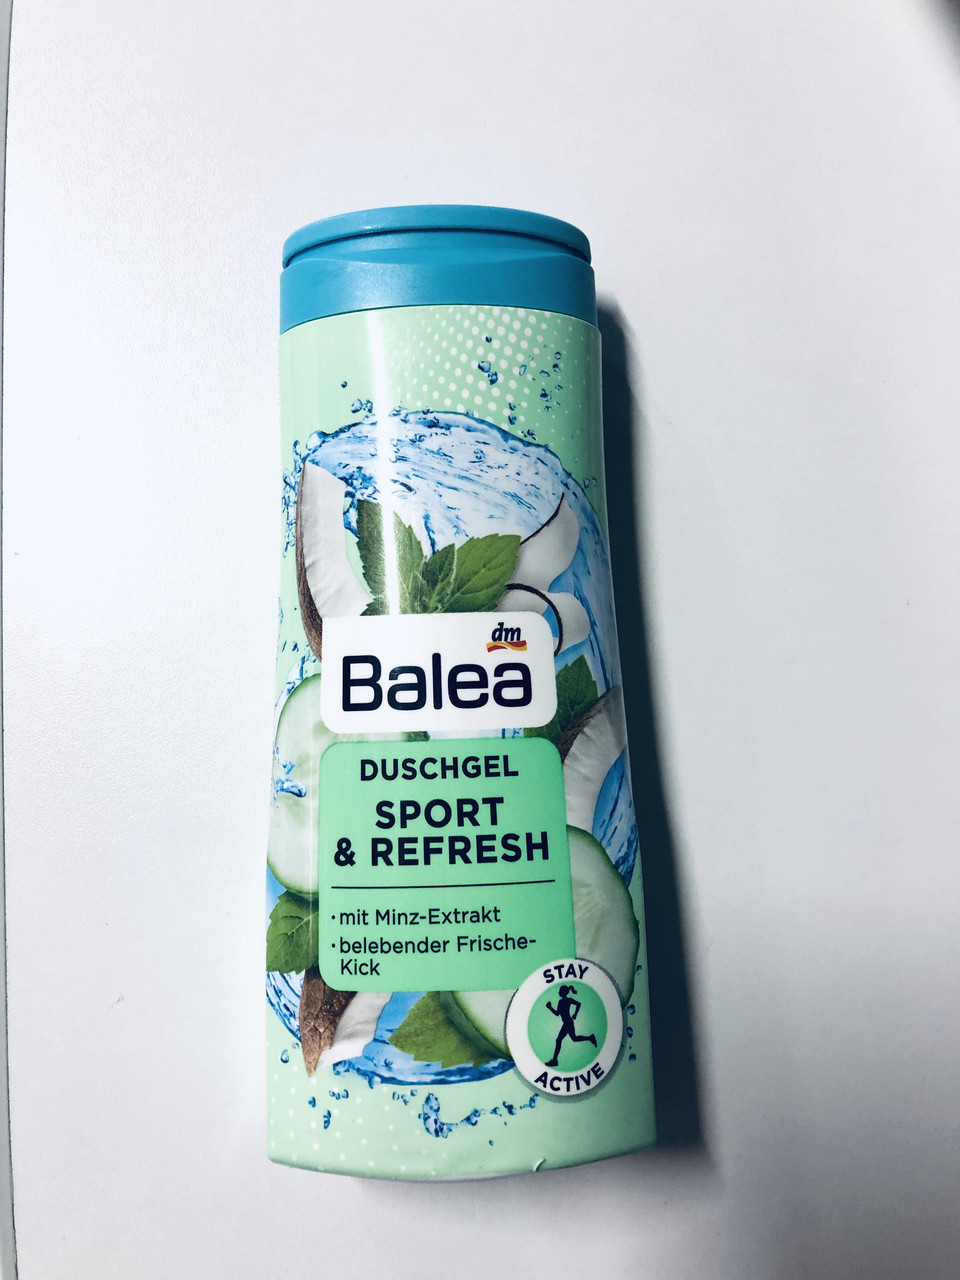 dm
Balea
DUSCHGEL
SPORT
& REFRESH
· mit Minz-Extrakt
· belebender Frische-
Kick
STAY
ACTIVE